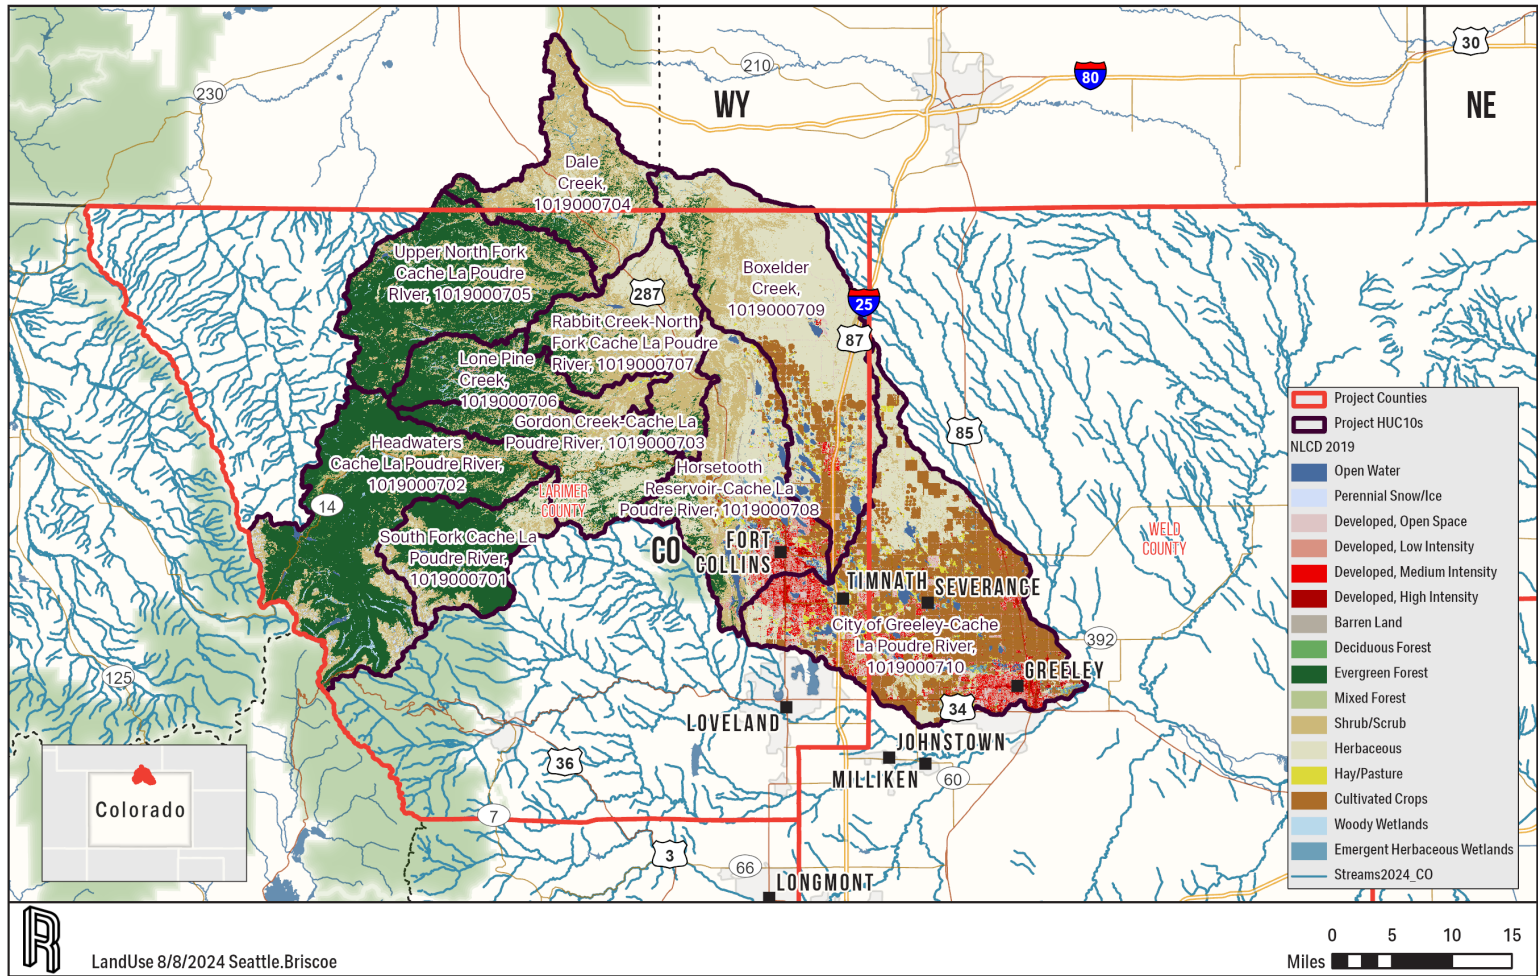 30
80
210
230
WY
NE
Dale
Creek,
1019000704
Upper North Fork
Cache La Poudre
RIver, 1019000705
Boxelder
Creek,
1019000709
287
25
87
Rabbit Creek-North
Fork Cache La Poudre
River, 1019000707
Lone Pine
Creek,
1019000706
Gordon Creek-Cache La
Poudre River, 1019000703
85
Headwaters
Cache La Poudre River,
1019000702
Horsetooth
Reservoir-Cache La
Poudre River, 1019000708
LARIMER
COUNTY
14
WELD
COUNTY
South Fork Cache La
Poudre River,
1019000701
CO
FORT
COLLINS
TIMNATH
SEVERANCE
City of Greeley-Cache
La Poudre River,
1019000710
392
GREELEY
125
34
LOVELAND
JOHNSTOWN
MILLIKEN
60
36
7
3
66
LONGMONT
Colorado
Project Counties
Project HUC10s
NLCD 2019
Open Water
Perennial Snow/Ice
Developed, Open Space
Developed, Low Intensity
Developed, Medium Intensity
Developed, High Intensity
Barren Land
Deciduous Forest
Evergreen Forest
Mixed Forest
Shrub/Scrub
Herbaceous
Hay/Pasture
Cultivated Crops
Woody Wetlands
Emergent Herbaceous Wetlands
Streams2024_CO
R
LandUse 8/8/2024 Seattle.Briscoe
0 5 10 15
Miles